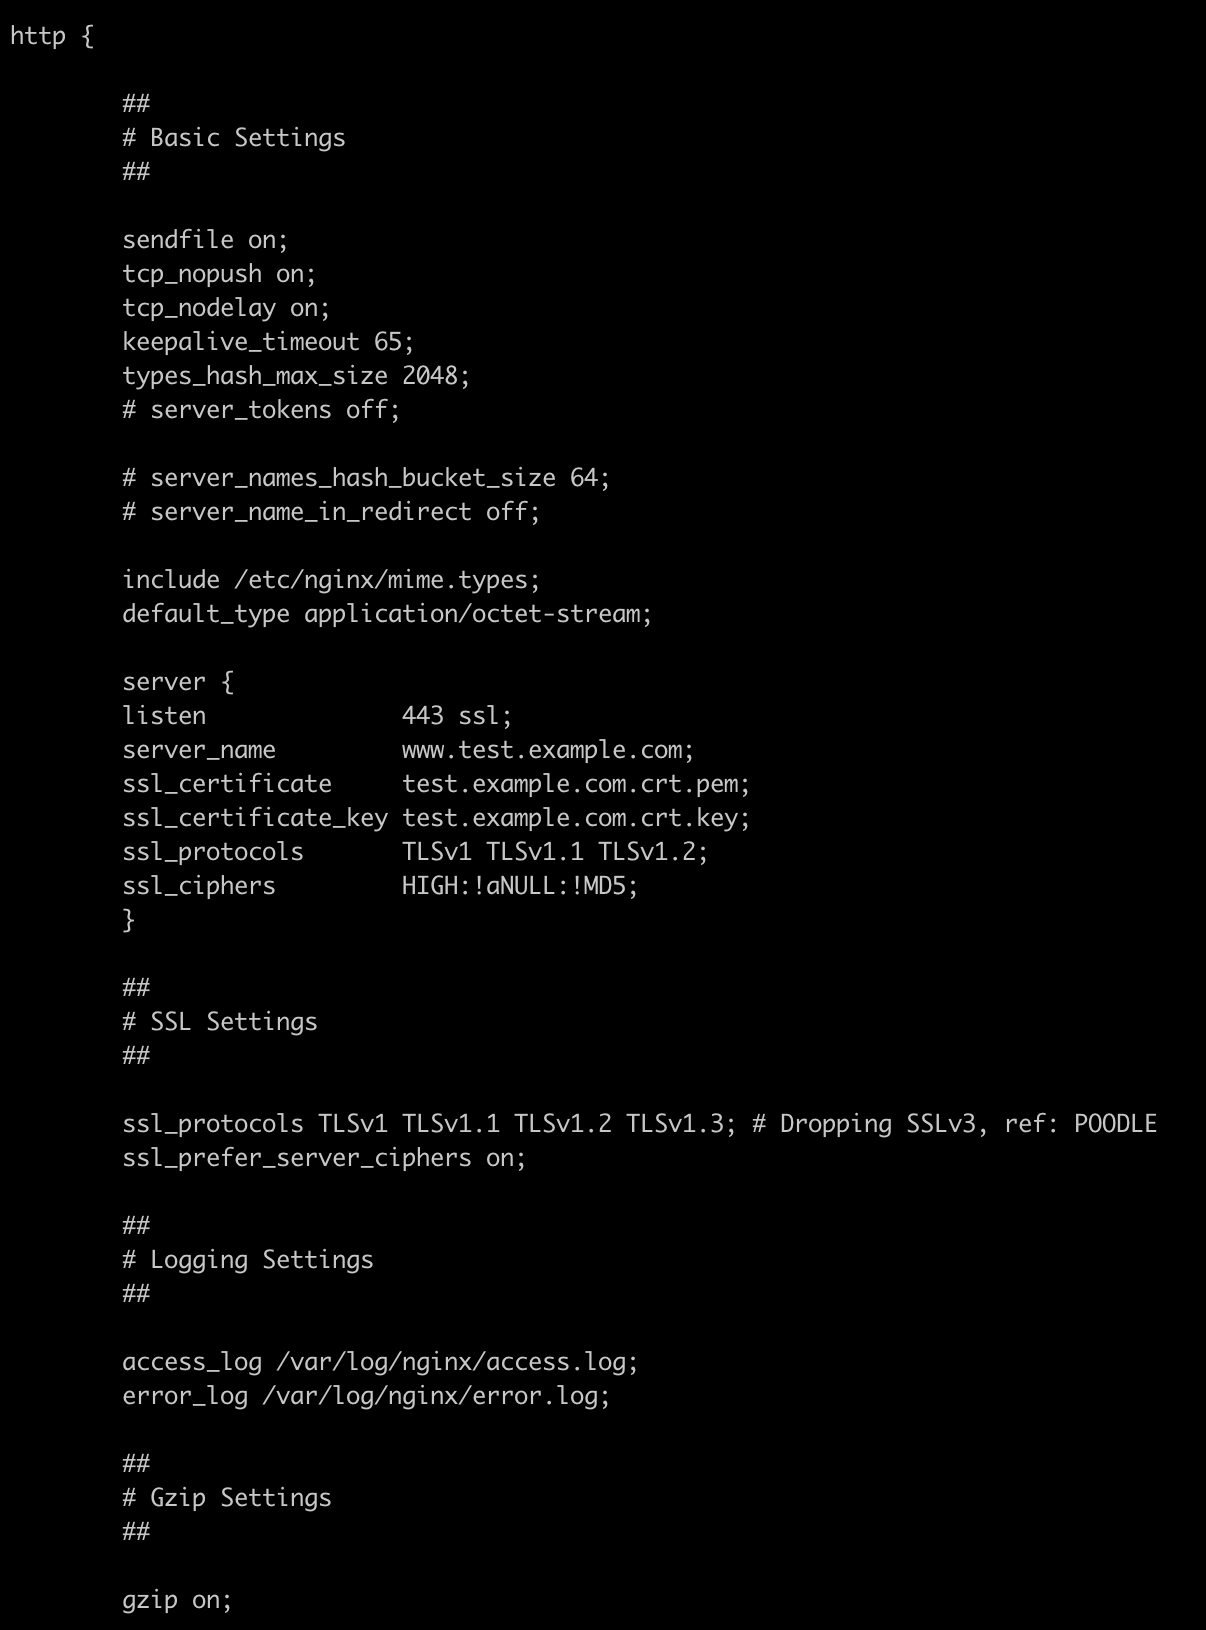 http {
##
# Basic Settings
##
sendfile on;
tcp_nopush on;
tcp_nodelay on;
keepalive_timeout 65;
types_hash_max_size 2048;
# server_tokens off;
# server_names_hash_bucket_size 64;
# server_name_in_redirect off;
include /etc/nginx/mime.types;
default_type application/octet-stream;
server {
listen 443 ssl;
server_name www.test.example.com;
ssl_certificate test.example.com.crt.pem;
ssl_certificate_key test.example.com.crt.key;
ssl_protocols TLSv1 TLSv1.1 TLSv1.2;
ssl_ciphers HIGH:!aNULL:!MD5;
}
##
# SSL Settings
##
ssl_protocols TLSv1 TLSv1.1 TLSv1.2 TLSv1.3; # Dropping SSLv3, ref: POODLE
ssl_prefer_server_ciphers on;
##
# Logging Settings
##
access_log /var/log/nginx/access.log;
error_log /var/log/nginx/error.log;
##
# Gzip Settings
##
gzip on;